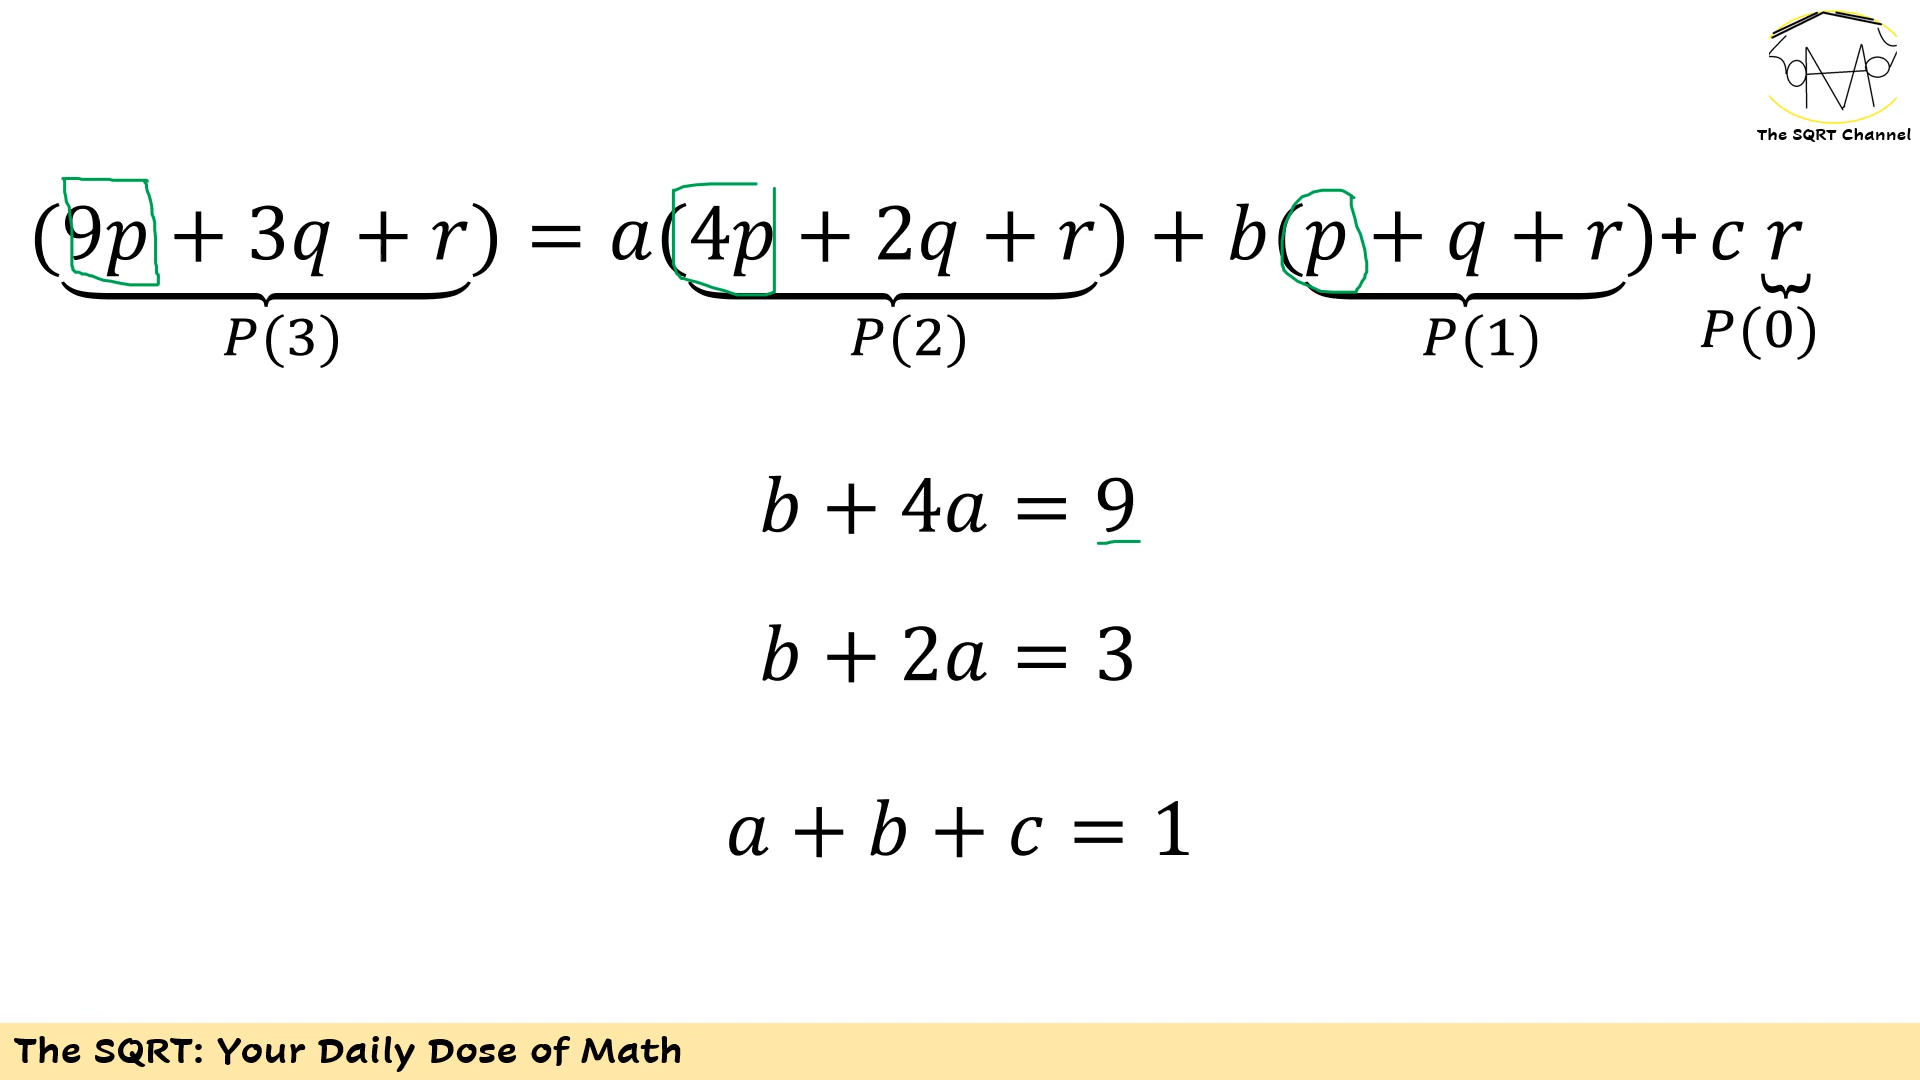 The SQRT Channel
(9p + 3q + r) = a(4p + 2q + r) + b(p + q + r)+ c r
P(3) P(2) P(1) P(0)
b + 4a = 9
b + 2a = 3
a + b + c = 1
The SQRT: Your Daily Dose of Math